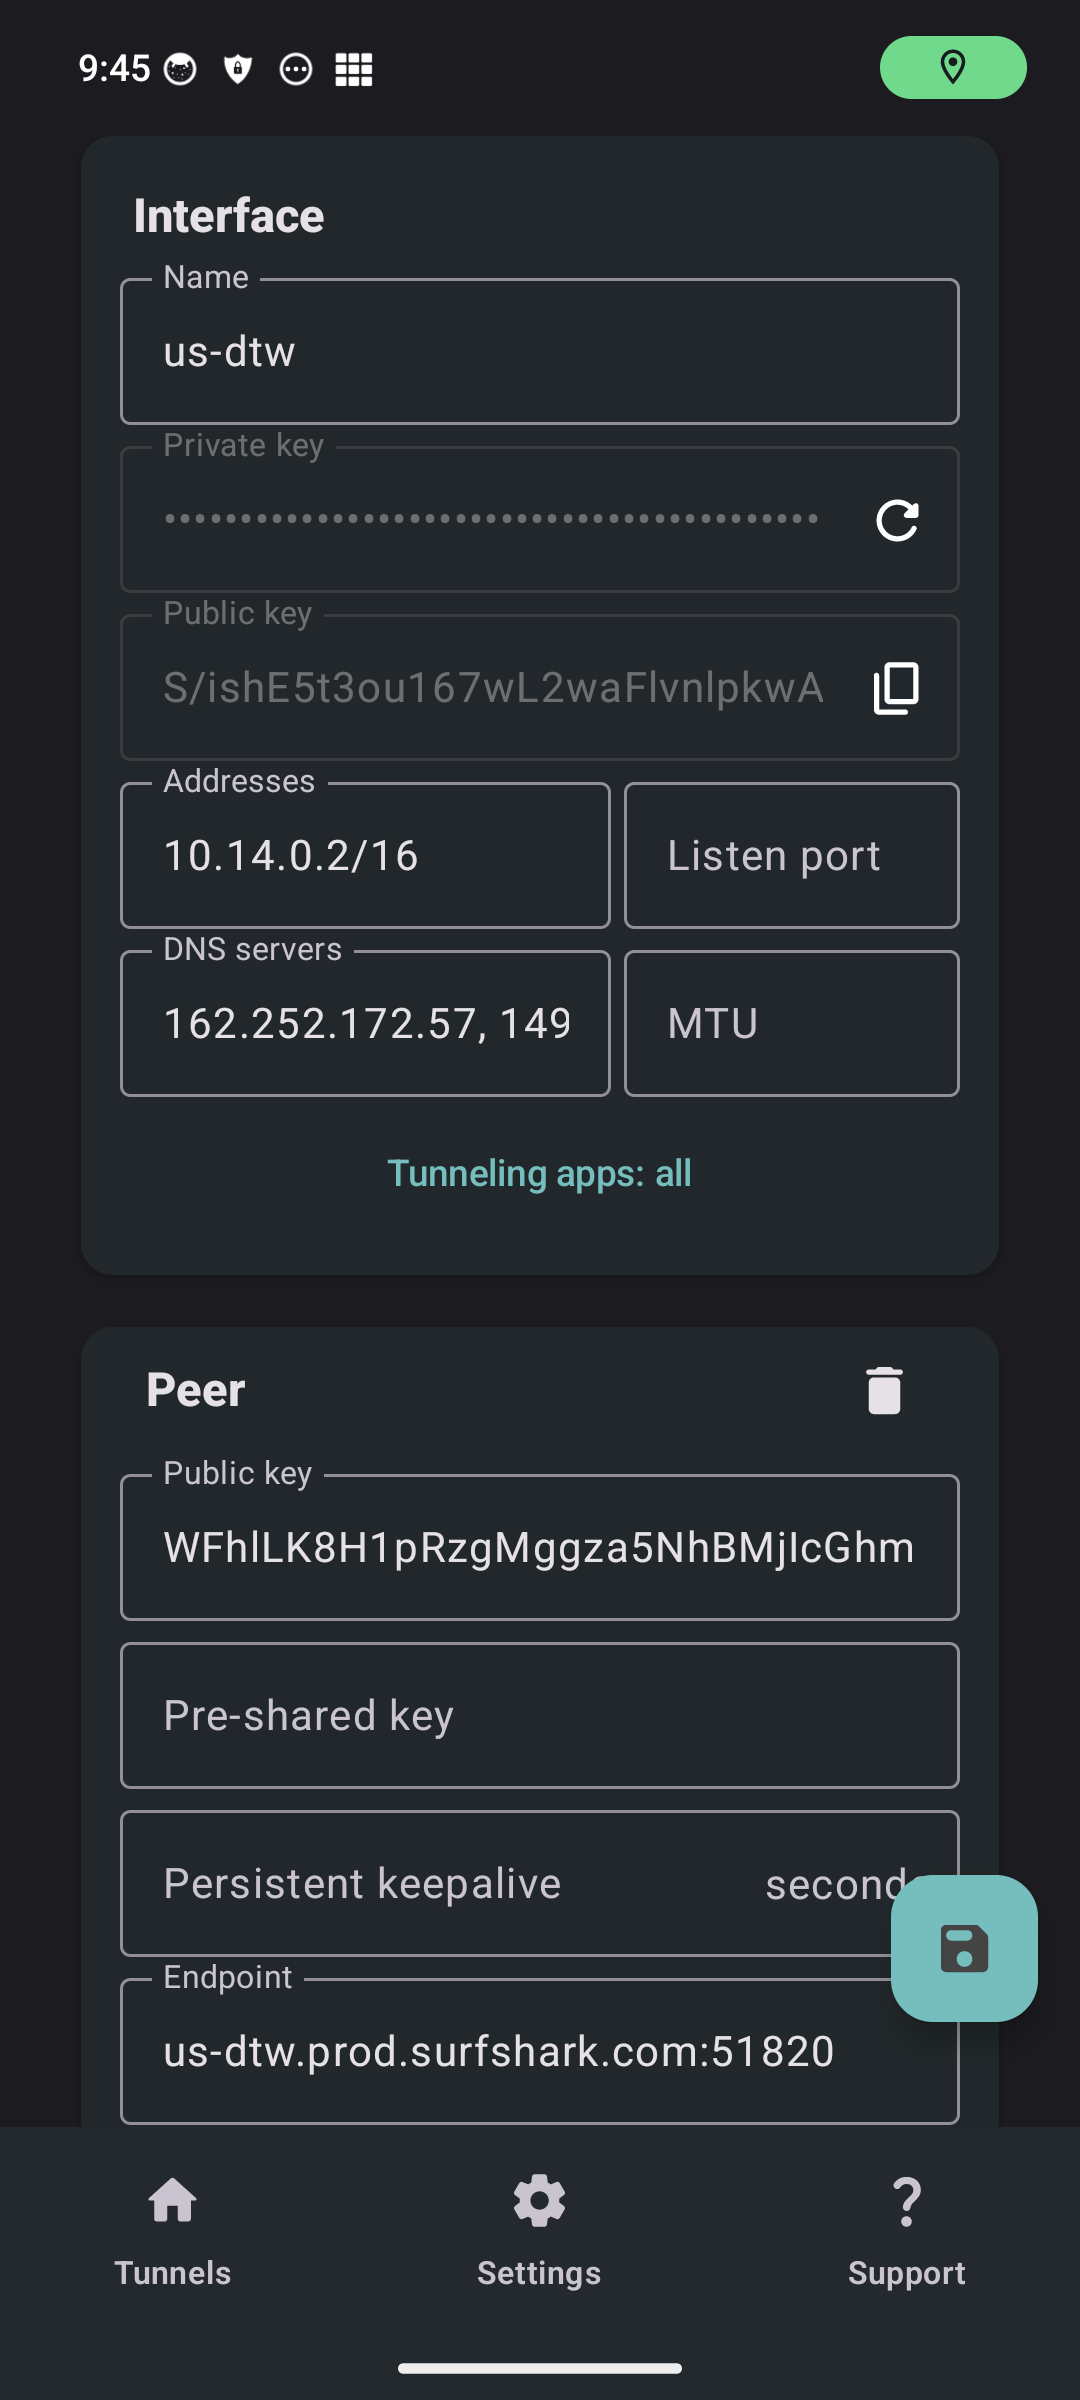 9:45
Interface
Name
us-dtw
Private key
••••••••••••••••••••••••••••••••••••••••••••
Public key
S/ishE5t3ou167wL2waFlvnlpkwA
Addresses
10.14.0.2/16
Listen port
DNS servers
162.252.172.57, 149
MTU
Tunneling apps: all
Peer
Public key
WFhlLK8H1pRzgMggza5NhBMjIcGhm
Pre-shared key
Persistent keepalive
second
Endpoint
us-dtw.prod.surfshark.com:51820
Tunnels
Settings
Support